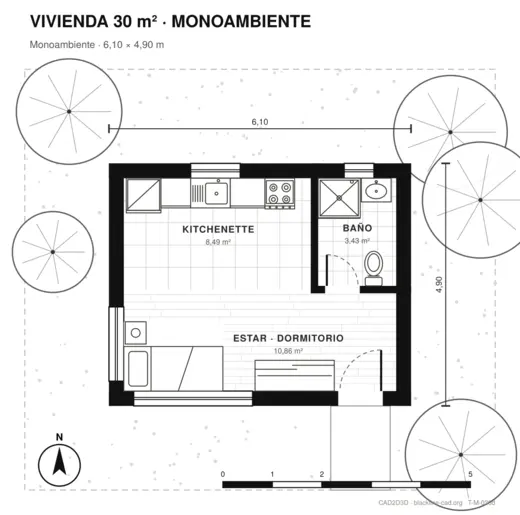 VIVIENDA 30 m² · MONOAMBIENTE
Monoambiente · 6,10 × 4,90 m
6,10
KITCHENETTE
8,49 m²
BAÑO
3,43 m²
4,90
ESTAR - DORMITORIO
10,86 m²
N
0 1 2 5
CAD2D3D